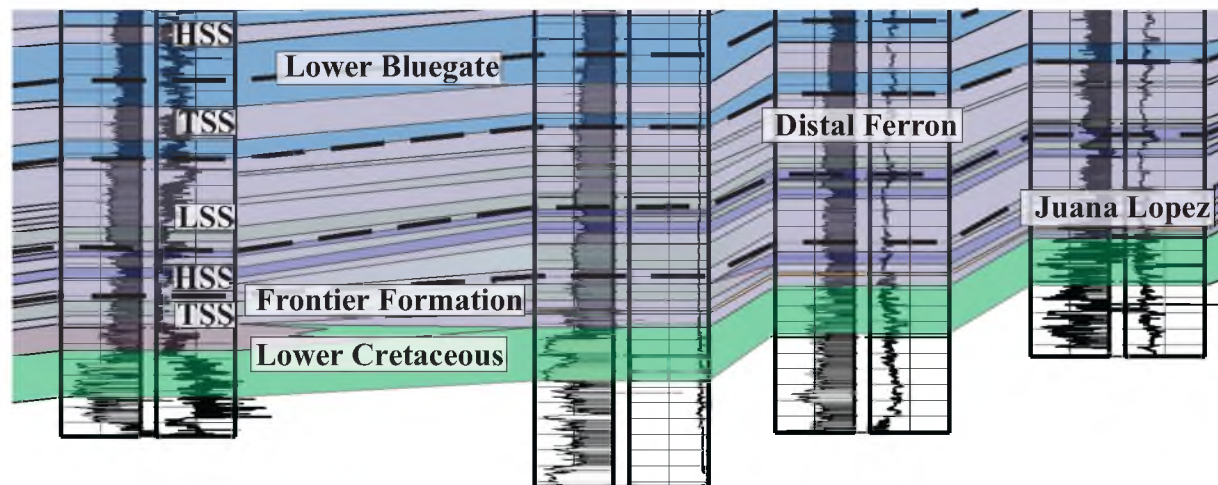 HSS
Lower Bluegate
TSS
Distal Ferron
LSS
Juana Lopez
HSS
Frontier Formation
TSS
Lower Cretaceous